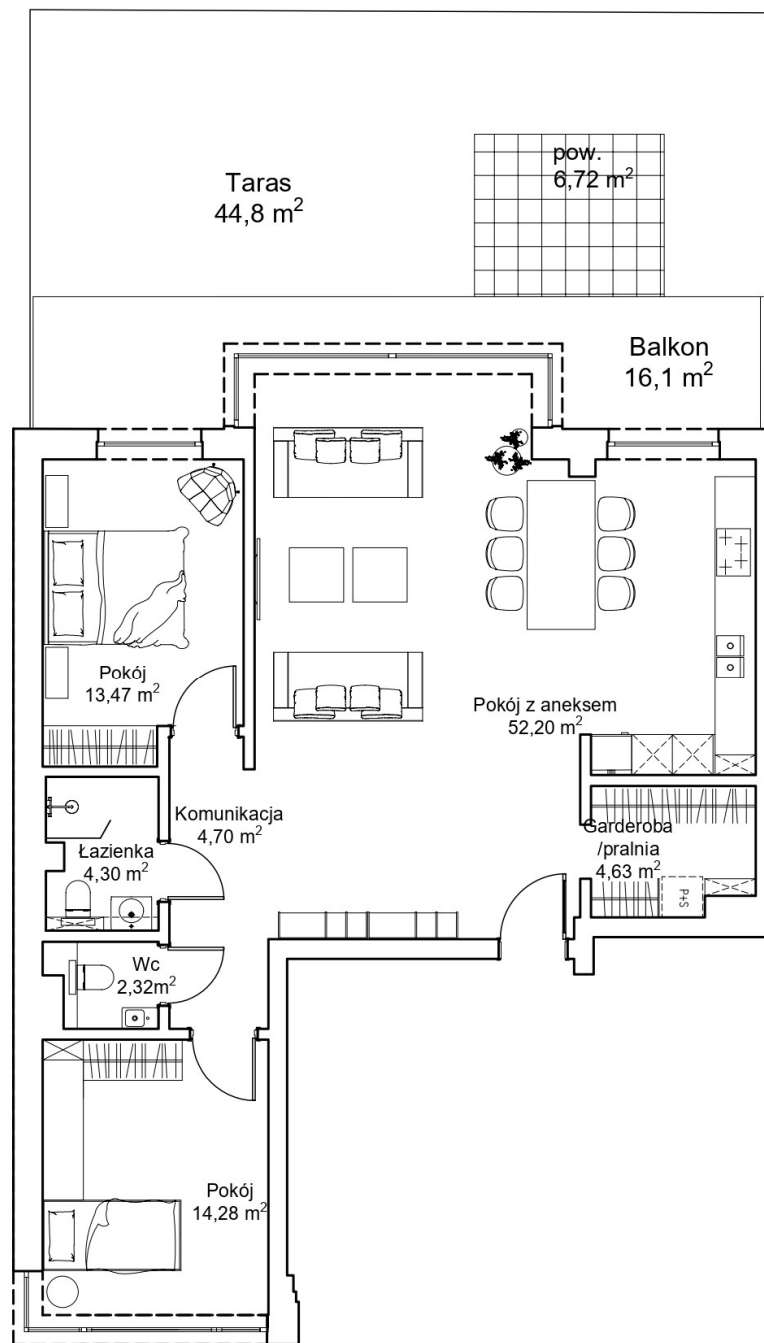 Taras
44,8 m²
pow.
6,72 m²
Balkon
16,1 m²
Pokój
13,47 m²
Pokój z aneksem
52,20 m²
Komunikacja
4,70 m²
Garderoba
/pralnia
4,63 m²
P+S
Łazienka
4,30 m²
Wc
2,32m²
Pokój
14,28 m²